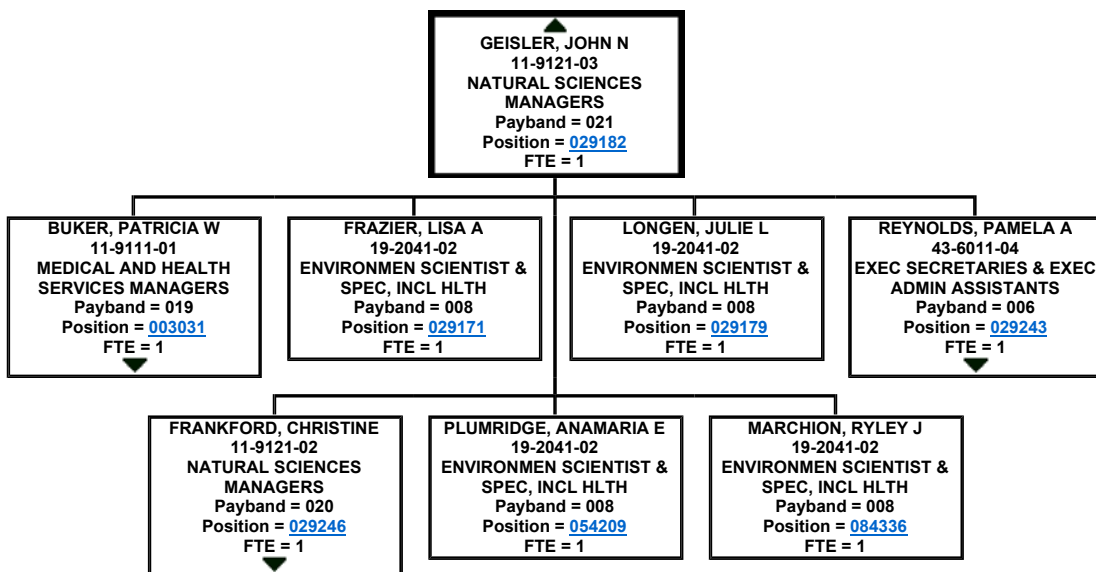 GEISLER, JOHN N
11-9121-03
NATURAL SCIENCES
MANAGERS
Payband = 021
Position = 029182
FTE = 1
BUKER, PATRICIA W
11-9111-01
MEDICAL AND HEALTH
SERVICES MANAGERS
Payband = 019
Position = 003031
FTE = 1
FRAZIER, LISA A
19-2041-02
ENVIRONMEN SCIENTIST &
SPEC, INCL HLTH
Payband = 008
Position = 029171
FTE = 1
LONGEN, JULIE L
19-2041-02
ENVIRONMEN SCIENTIST &
SPEC, INCL HLTH
Payband = 008
Position = 029179
FTE = 1
REYNOLDS, PAMELA A
43-6011-04
EXEC SECRETARIES & EXEC
ADMIN ASSISTANTS
Payband = 006
Position = 029243
FTE = 1
FRANKFORD, CHRISTINE
11-9121-02
NATURAL SCIENCES
MANAGERS
Payband = 020
Position = 029246
FTE = 1
PLUMRIDGE, ANAMARIA E
19-2041-02
ENVIRONMEN SCIENTIST &
SPEC, INCL HLTH
Payband = 008
Position = 054209
FTE = 1
MARCHION, RYLEY J
19-2041-02
ENVIRONMEN SCIENTIST &
SPEC, INCL HLTH
Payband = 008
Position = 084336
FTE = 1